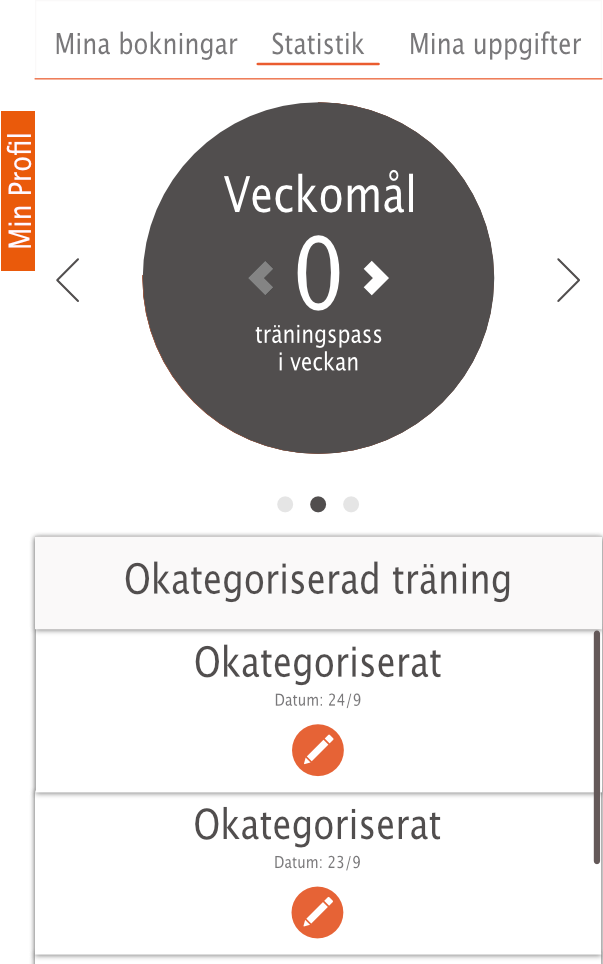 Mina bokningar Statistik Mina uppgifter
Min Profil
Veckomål
0
träningspass
i veckan
Okategoriserad träning
Okategoriserat
Datum: 24/9
Okategoriserat
Datum: 23/9